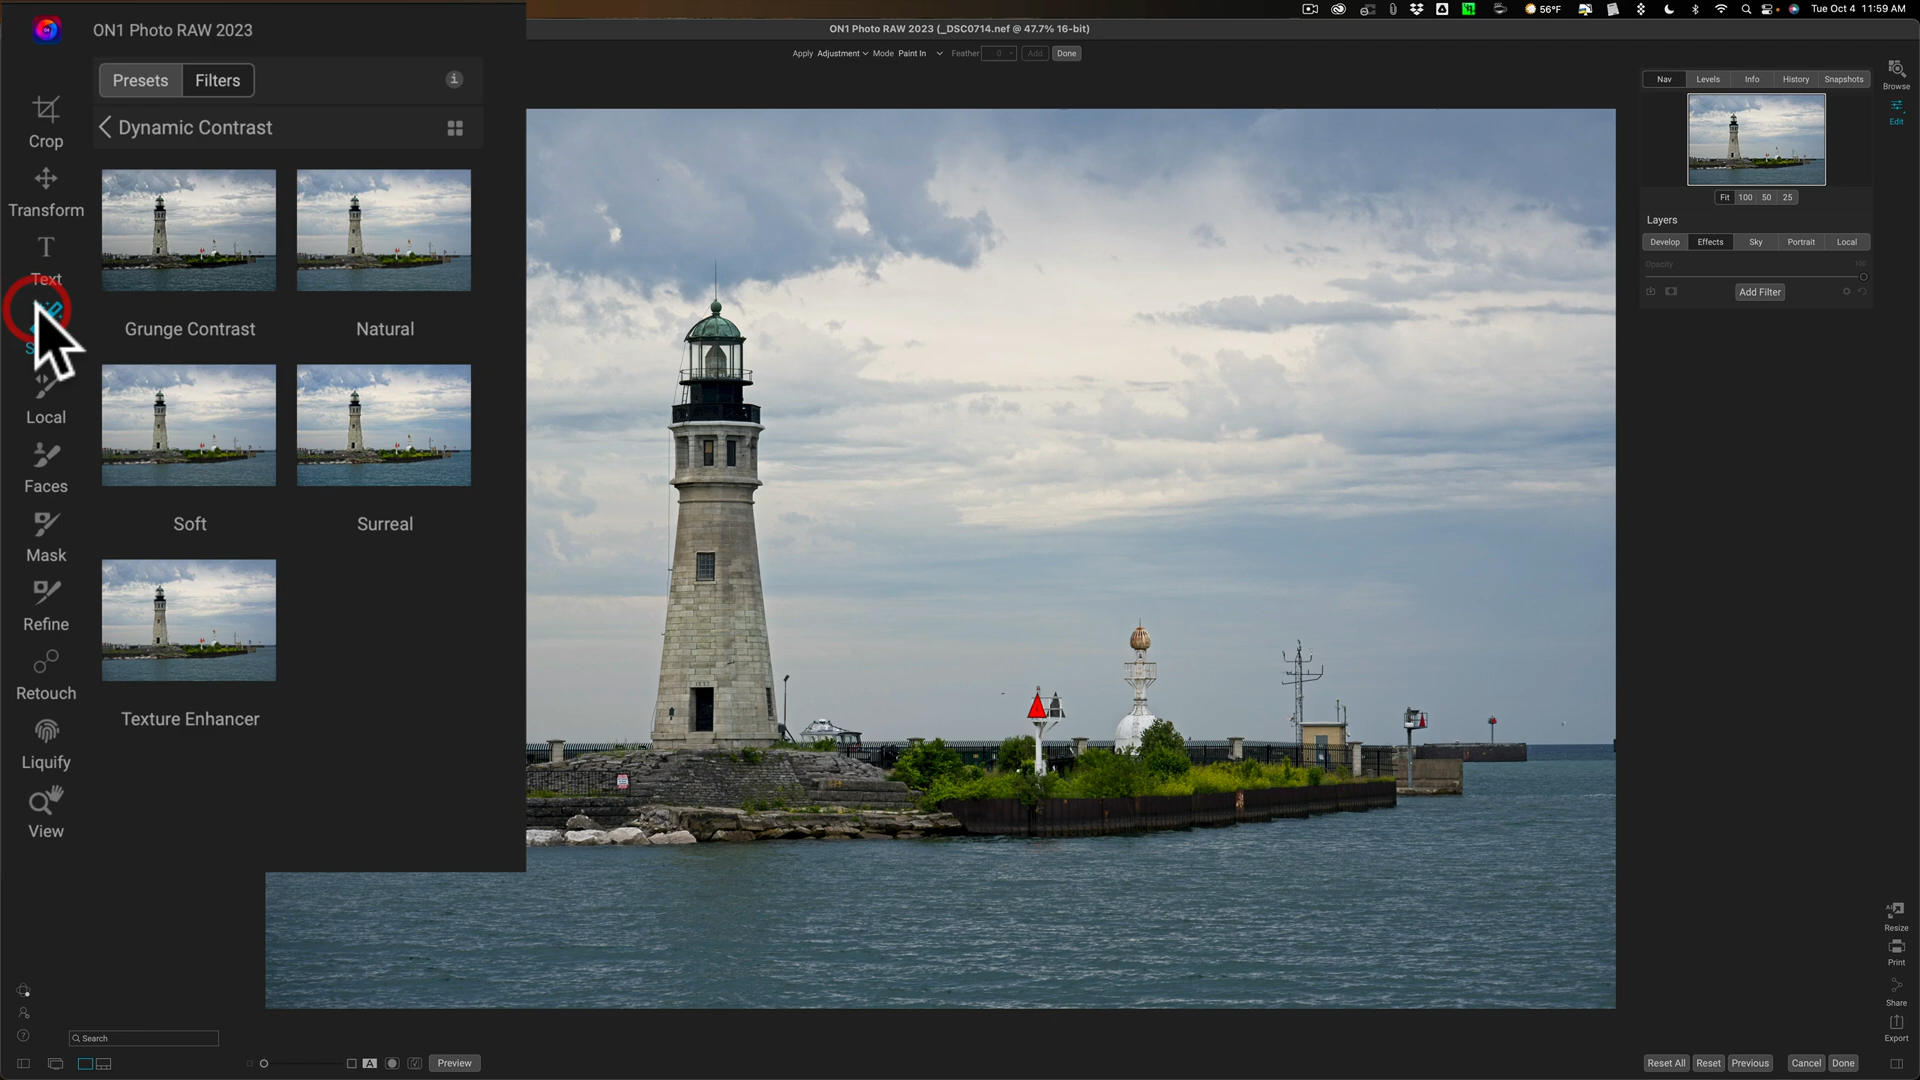 56°F
Tue Oct 4 11:59 AM
ON1 Photo RAW 2023
ON1 Photo RAW 2023 (_DSC0714.nef @ 47.7% 16-bit)
Apply Adjustment Mode Paint In Feather 0 Add Done
Presets Filters
Dynamic Contrast
Grunge Contrast Natural
Soft Surreal
Texture Enhancer
Crop
Transform
Text
Local
Faces
Mask
Refine
Retouch
Liquify
View
Nav Levels Info History Snapshots
Fit 100 50 25
Layers
Develop Effects Sky Portrait Local
Opacity 100
Add Filter
Browse
Edit
Resize
Print
Share
Export
Search
A
Preview
Reset All Reset Previous Cancel Done